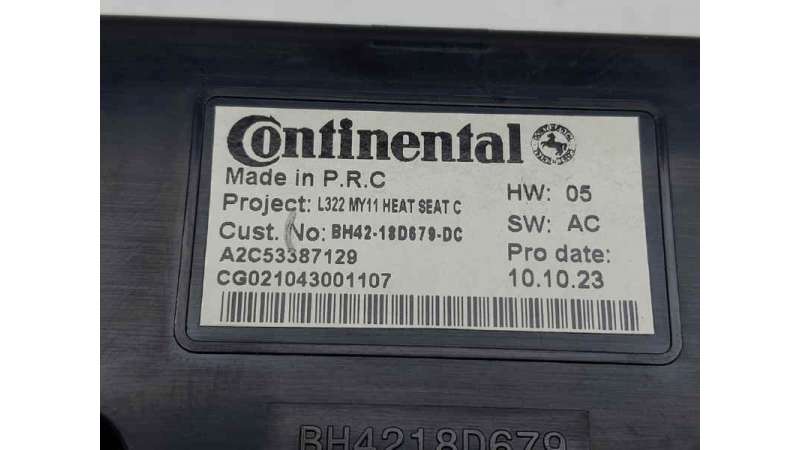 Continental
Made in P.R.C
HW: 05
Project: L322 MY11 HEAT SEAT C
SW: AC
Cust. No: BH42-18D679-DC
A2C53387129
Pro date:
CG021043001107
10.10.23
BH4218D679